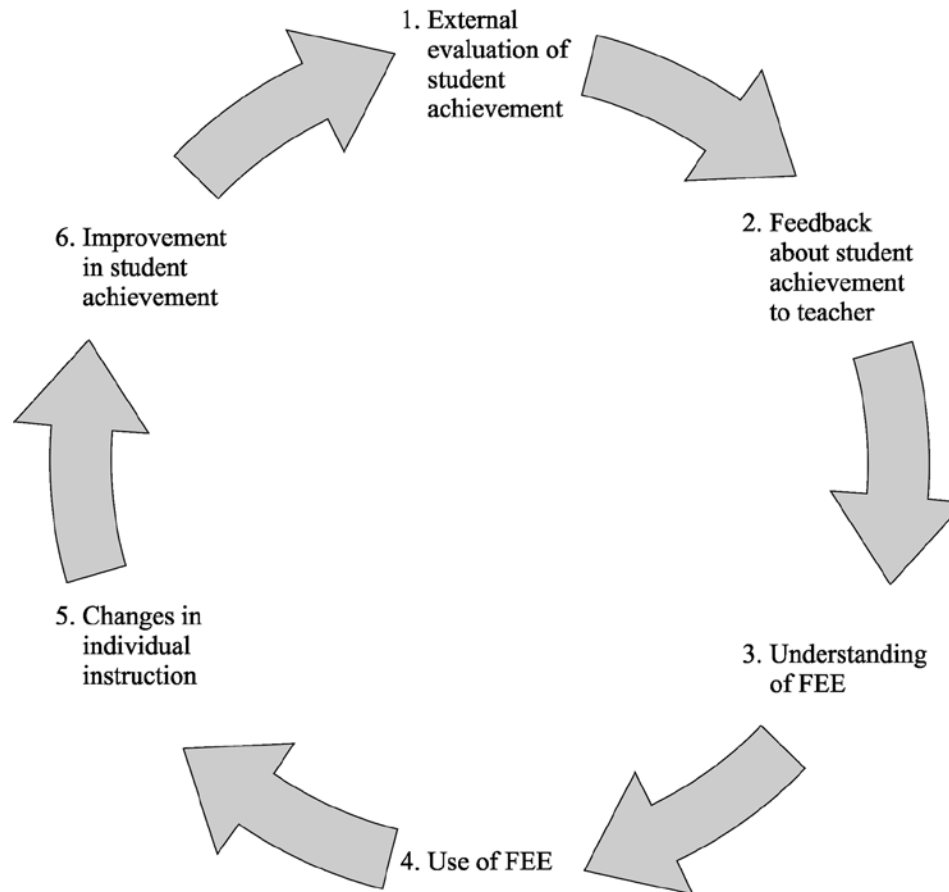 1. External
evaluation of
student
achievement
2. Feedback
about student
achievement
to teacher
3. Understanding
of FEE
4. Use of FEE
5. Changes in
individual
instruction
6. Improvement
in student
achievement